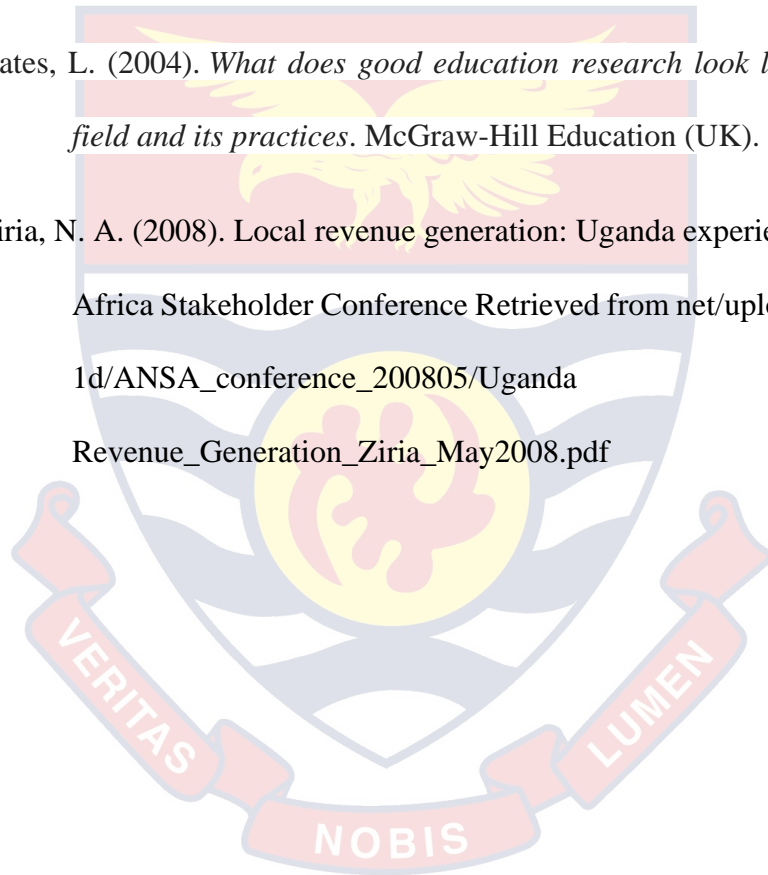 ates, L. (2004). What does good education research look l
field and its practices. McGraw-Hill Education (UK).
iria, N. A. (2008). Local revenue generation: Uganda experie
Africa Stakeholder Conference Retrieved from net/uplo
1d/ANSA_conference_200805/Uganda
Revenue_Generation_Ziria_May2008.pdf
VERITAS
NOBIS
LUMEN